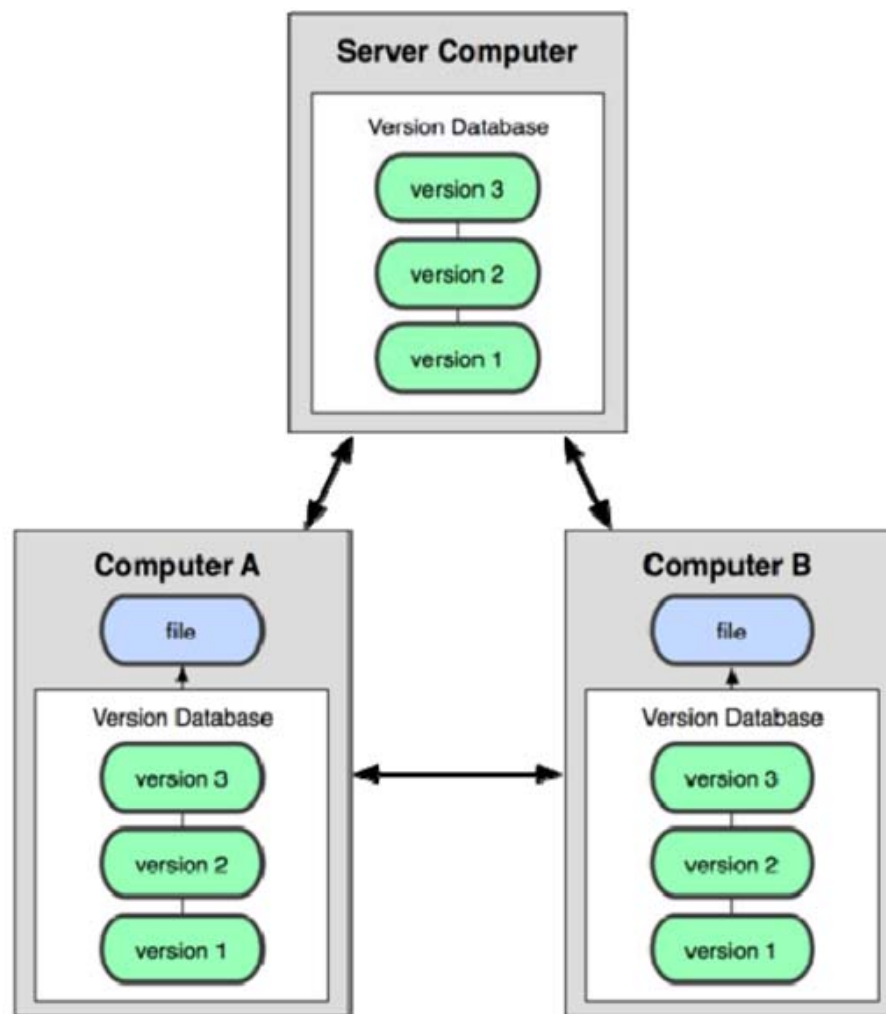 Server Computer
Version Database
version 3
version 2
version 1
Computer A
file
Version Database
version 3
version 2
version 1
Computer B
file
Version Database
version 3
version 2
version 1